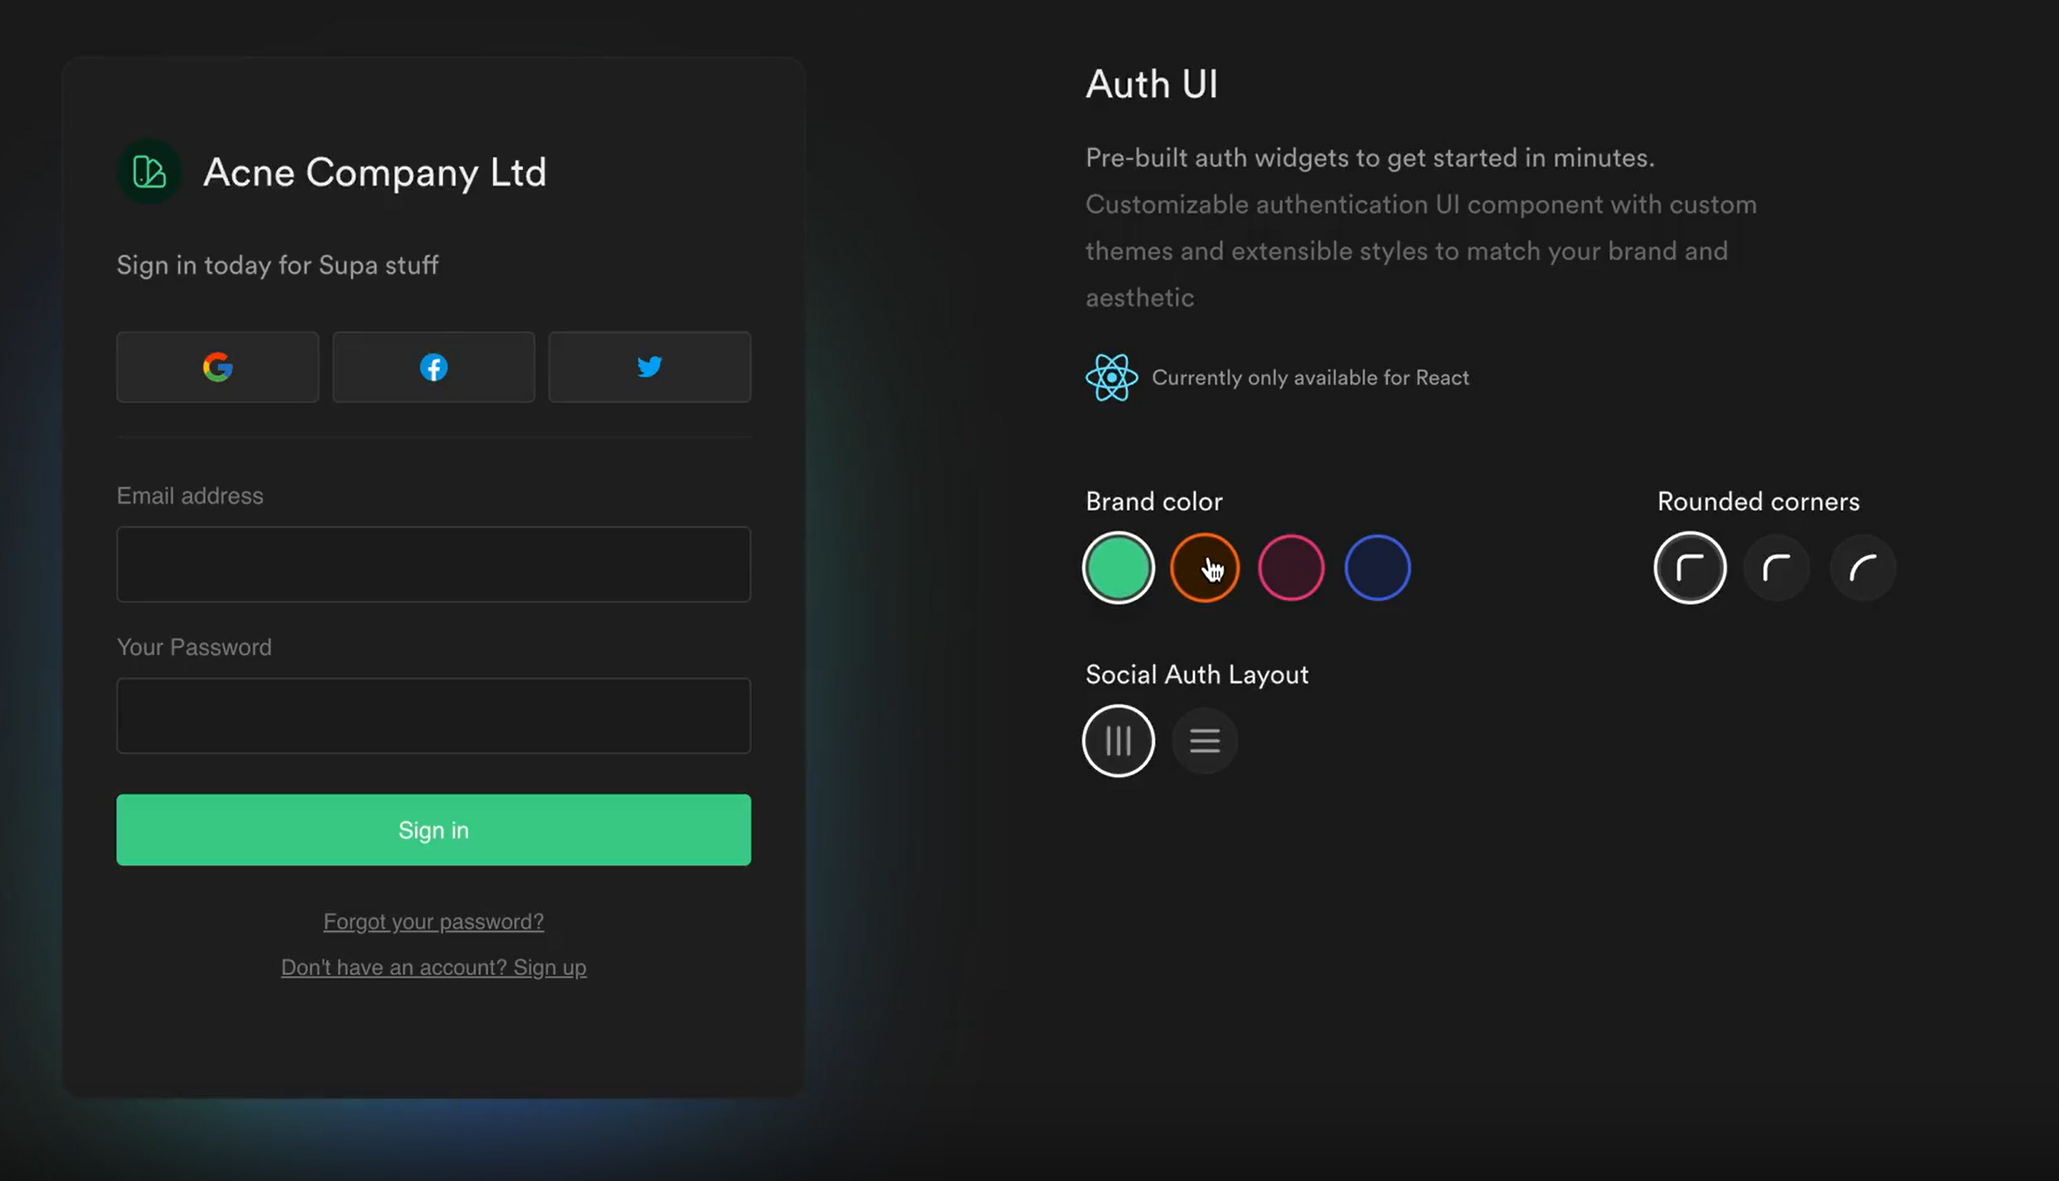 Acne Company Ltd
Sign in today for Supa stuff
Email address
Your Password
Sign in
Forgot your password?
Don't have an account? Sign up
Auth UI
Pre-built auth widgets to get started in minutes.
Customizable authentication UI component with custom
themes and extensible styles to match your brand and
aesthetic
Currently only available for React
Brand color
Rounded corners
Social Auth Layout